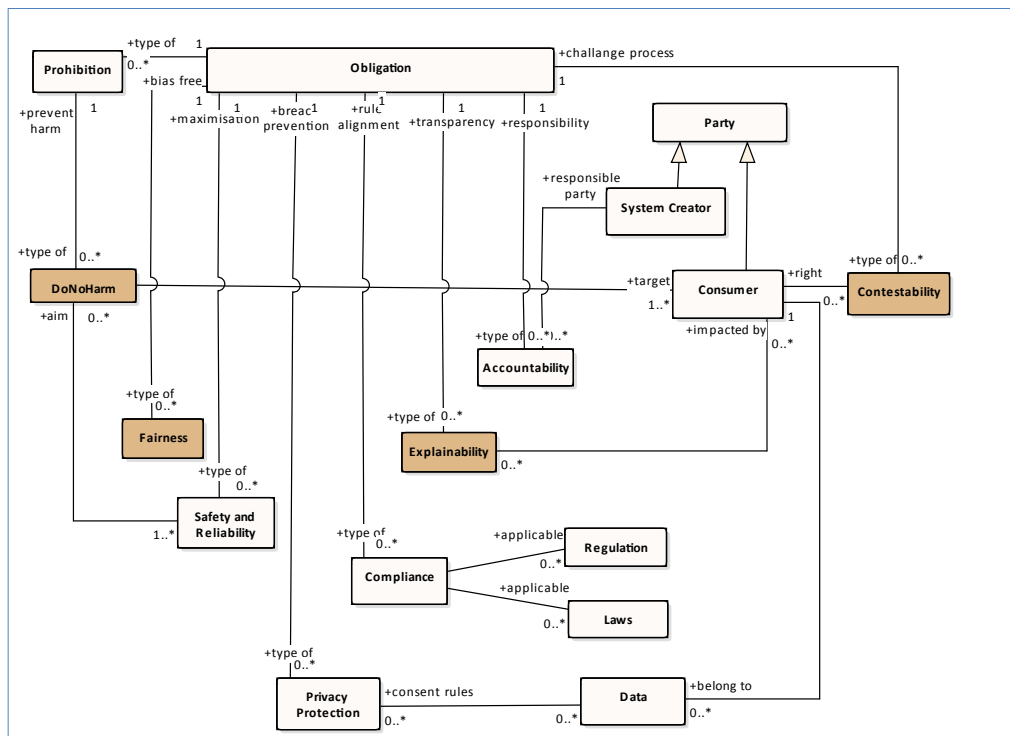 +type of
1
Prohibition
0..*
Obligation
+challange process
1
+bias free
1
+prevent
harm
1
+maximisation
1
+breac
prevention
1
+rule
alignment
1
+transparency
1
+responsibility
1
Party
+responsible
party
System Creator
+type of
0..*
DoNoHarm
+aim
0..*
+target
1..*
Consumer
+right
0..*
+type of
0..*
Contestability
1
+impacted by
0..*
+type of
0..*
Accountability
+type of
0..*
Fairness
+type of
0..*
Explainability
0..*
+type of
0..*
Safety and
Reliability
1..*
+type of
0..*
Compliance
+applicable
0..*
Regulation
+applicable
0..*
Laws
+type of
0..*
Privacy
Protection
+consent rules
0..*
0..*
Data
+belong to
0..*